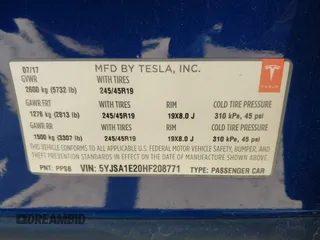 07/17 MFD BY TESLA, INC.
GVWR WITH TIRES
2600 kg (5732 lb) 245/45R19
GAWR FRT WITH TIRES RIM COLD TIRE PRESSURE
1276 kg (2813 lb) 245/45R19 19X8.0 J 310 kPa, 45 psi
GAWR RR WITH TIRES RIM COLD TIRE PRESSURE
1500 kg (3307 lb) 245/45R19 19X8.0 J 310 kPa, 45 psi
THIS VEHICLE CONFORMS TO ALL APPLICABLE U.S. FEDERAL MOTOR VEHICLE SAFETY,
BUMPER, AND THEFT PREVENTION STANDARDS IN EFFECT ON THE DATE OF MANUFACTURE
SHOWN ABOVE.
PNT: PPSB VIN: 5YJSA1E20HF208771 TYPE: PASSENGER CAR
TESLA
DREAMBID